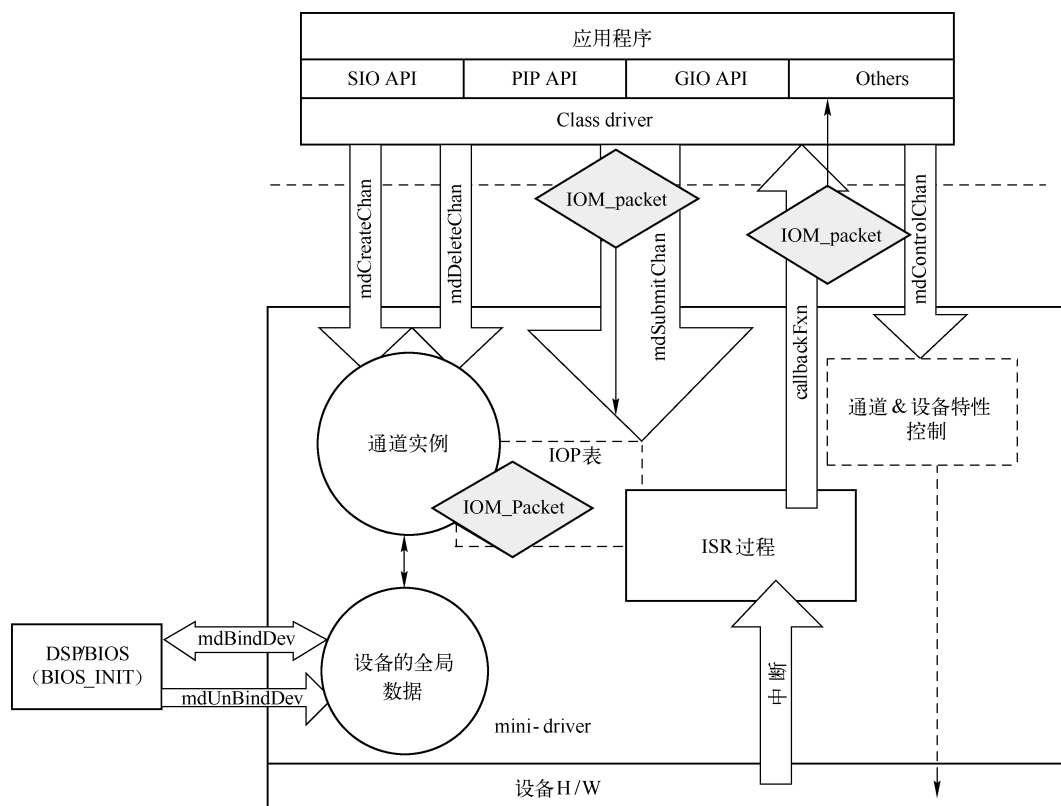 应用程序
SIO API
PIP API
GIO API
Others
Class driver
IOM_packet
IOM_packet
mdCreateChan
mdDeleteChan
mdSubmitChan
callbackFxn
mdControlChan
通道&设备特性
控制
通道实例
IOP表
IOM_Packet
ISR过程
DSP/BIOS
（BIOS_INIT）
mdBindDev
mdUnBindDev
设备的全局
数据
中断
mini-driver
设备H/W